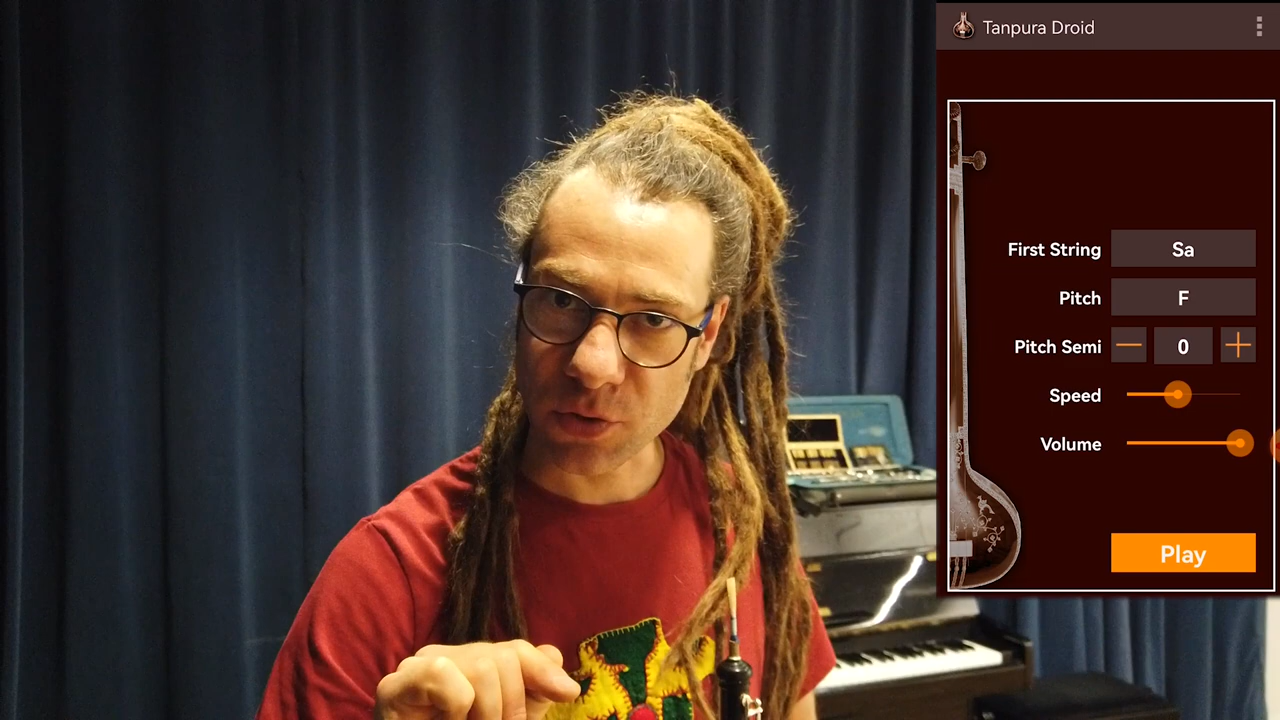 Tanpura Droid
First String Sa
Pitch F
Pitch Semi — 0 +
Speed
Volume
Play